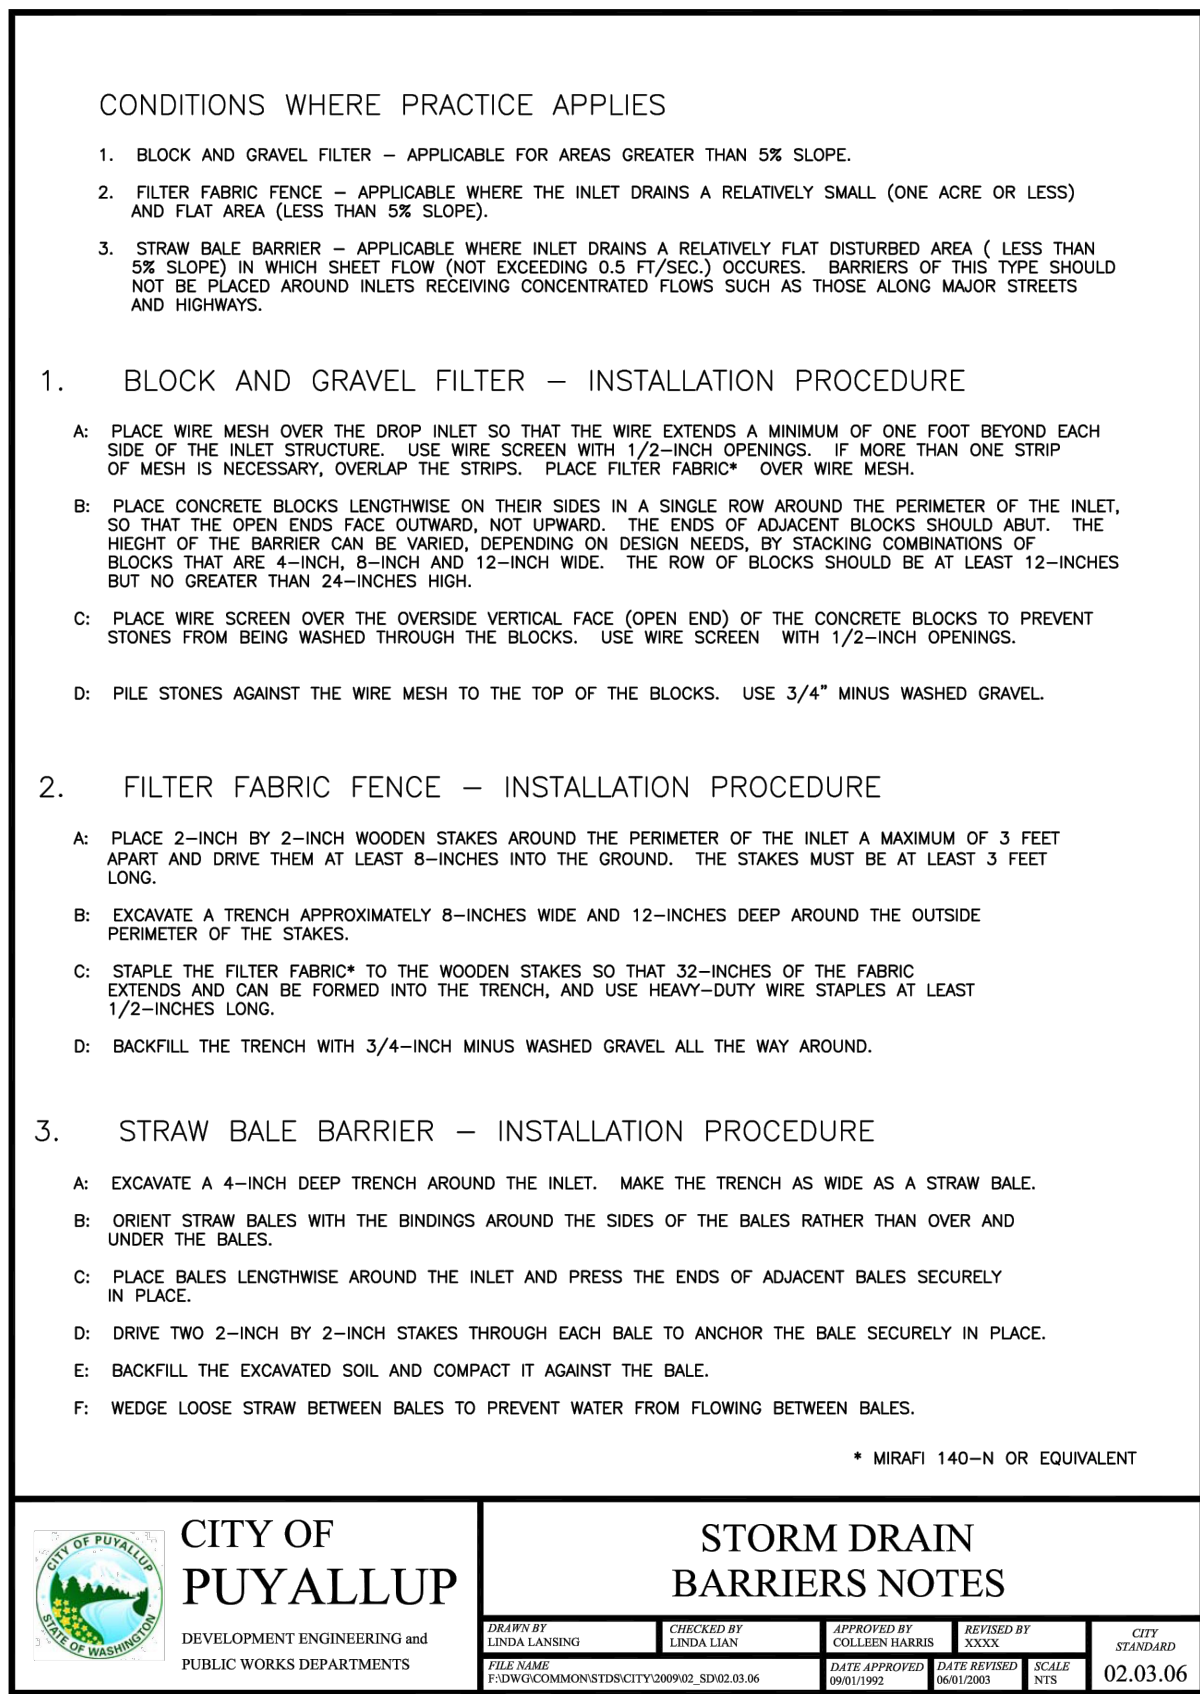 CONDITIONS WHERE PRACTICE APPLIES
1. BLOCK AND GRAVEL FILTER – APPLICABLE FOR AREAS GREATER THAN 5% SLOPE.
2. FILTER FABRIC FENCE – APPLICABLE WHERE THE INLET DRAINS A RELATIVELY SMALL (ONE ACRE OR LESS)
AND FLAT AREA (LESS THAN 5% SLOPE).
3. STRAW BALE BARRIER – APPLICABLE WHERE INLET DRAINS A RELATIVELY FLAT DISTURBED AREA ( LESS THAN
5% SLOPE) IN WHICH SHEET FLOW (NOT EXCEEDING 0.5 FT/SEC.) OCCURES. BARRIERS OF THIS TYPE SHOULD
NOT BE PLACED AROUND INLETS RECEIVING CONCENTRATED FLOWS SUCH AS THOSE ALONG MAJOR STREETS
AND HIGHWAYS.
1. BLOCK AND GRAVEL FILTER – INSTALLATION PROCEDURE
A: PLACE WIRE MESH OVER THE DROP INLET SO THAT THE WIRE EXTENDS A MINIMUM OF ONE FOOT BEYOND EACH
SIDE OF THE INLET STRUCTURE. USE WIRE SCREEN WITH 1/2–INCH OPENINGS. IF MORE THAN ONE STRIP
OF MESH IS NECESSARY, OVERLAP THE STRIPS. PLACE FILTER FABRIC* OVER WIRE MESH.
B: PLACE CONCRETE BLOCKS LENGTHWISE ON THEIR SIDES IN A SINGLE ROW AROUND THE PERIMETER OF THE INLET,
SO THAT THE OPEN ENDS FACE OUTWARD, NOT UPWARD. THE ENDS OF ADJACENT BLOCKS SHOULD ABUT. THE
HIEGHT OF THE BARRIER CAN BE VARIED, DEPENDING ON DESIGN NEEDS, BY STACKING COMBINATIONS OF
BLOCKS THAT ARE 4–INCH, 8–INCH AND 12–INCH WIDE. THE ROW OF BLOCKS SHOULD BE AT LEAST 12–INCHES
BUT NO GREATER THAN 24–INCHES HIGH.
C: PLACE WIRE SCREEN OVER THE OVERSIDE VERTICAL FACE (OPEN END) OF THE CONCRETE BLOCKS TO PREVENT
STONES FROM BEING WASHED THROUGH THE BLOCKS. USE WIRE SCREEN WITH 1/2–INCH OPENINGS.
D: PILE STONES AGAINST THE WIRE MESH TO THE TOP OF THE BLOCKS. USE 3/4” MINUS WASHED GRAVEL.
2. FILTER FABRIC FENCE – INSTALLATION PROCEDURE
A: PLACE 2–INCH BY 2–INCH WOODEN STAKES AROUND THE PERIMETER OF THE INLET A MAXIMUM OF 3 FEET
APART AND DRIVE THEM AT LEAST 8–INCHES INTO THE GROUND. THE STAKES MUST BE AT LEAST 3 FEET
LONG.
B: EXCAVATE A TRENCH APPROXIMATELY 8–INCHES WIDE AND 12–INCHES DEEP AROUND THE OUTSIDE
PERIMETER OF THE STAKES.
C: STAPLE THE FILTER FABRIC* TO THE WOODEN STAKES SO THAT 32–INCHES OF THE FABRIC
EXTENDS AND CAN BE FORMED INTO THE TRENCH, AND USE HEAVY–DUTY WIRE STAPLES AT LEAST
1/2–INCHES LONG.
D: BACKFILL THE TRENCH WITH 3/4–INCH MINUS WASHED GRAVEL ALL THE WAY AROUND.
3. STRAW BALE BARRIER – INSTALLATION PROCEDURE
A: EXCAVATE A 4–INCH DEEP TRENCH AROUND THE INLET. MAKE THE TRENCH AS WIDE AS A STRAW BALE.
B: ORIENT STRAW BALES WITH THE BINDINGS AROUND THE SIDES OF THE BALES RATHER THAN OVER AND
UNDER THE BALES.
C: PLACE BALES LENGTHWISE AROUND THE INLET AND PRESS THE ENDS OF ADJACENT BALES SECURELY
IN PLACE.
D: DRIVE TWO 2–INCH BY 2–INCH STAKES THROUGH EACH BALE TO ANCHOR THE BALE SECURELY IN PLACE.
E: BACKFILL THE EXCAVATED SOIL AND COMPACT IT AGAINST THE BALE.
F: WEDGE LOOSE STRAW BETWEEN BALES TO PREVENT WATER FROM FLOWING BETWEEN BALES.
* MIRAFI 140–N OR EQUIVALENT
CITY OF PUYALLUP
STATE OF WASHINGTON
CITY OF
PUYALLUP
DEVELOPMENT ENGINEERING and
PUBLIC WORKS DEPARTMENTS
STORM DRAIN
BARRIERS NOTES
DRAWN BY
LINDA LANSING
CHECKED BY
LINDA LIAN
APPROVED BY
COLLEEN HARRIS
REVISED BY
XXXX
FILE NAME
F:\DWG\COMMON\STDS\CITY\2009\02_SD\02.03.06
DATE APPROVED
09/01/1992
DATE REVISED
06/01/2003
SCALE
NTS
CITY
STANDARD
02.03.06